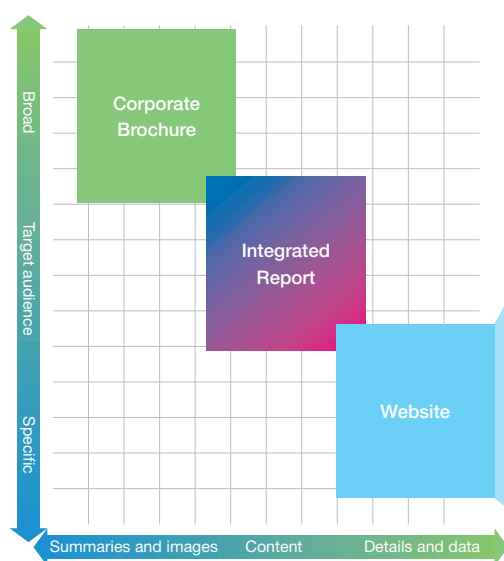 Broad
Target audience
Specific
Corporate
Brochure
Integrated
Report
Website
Summaries and images
Content
Details and data